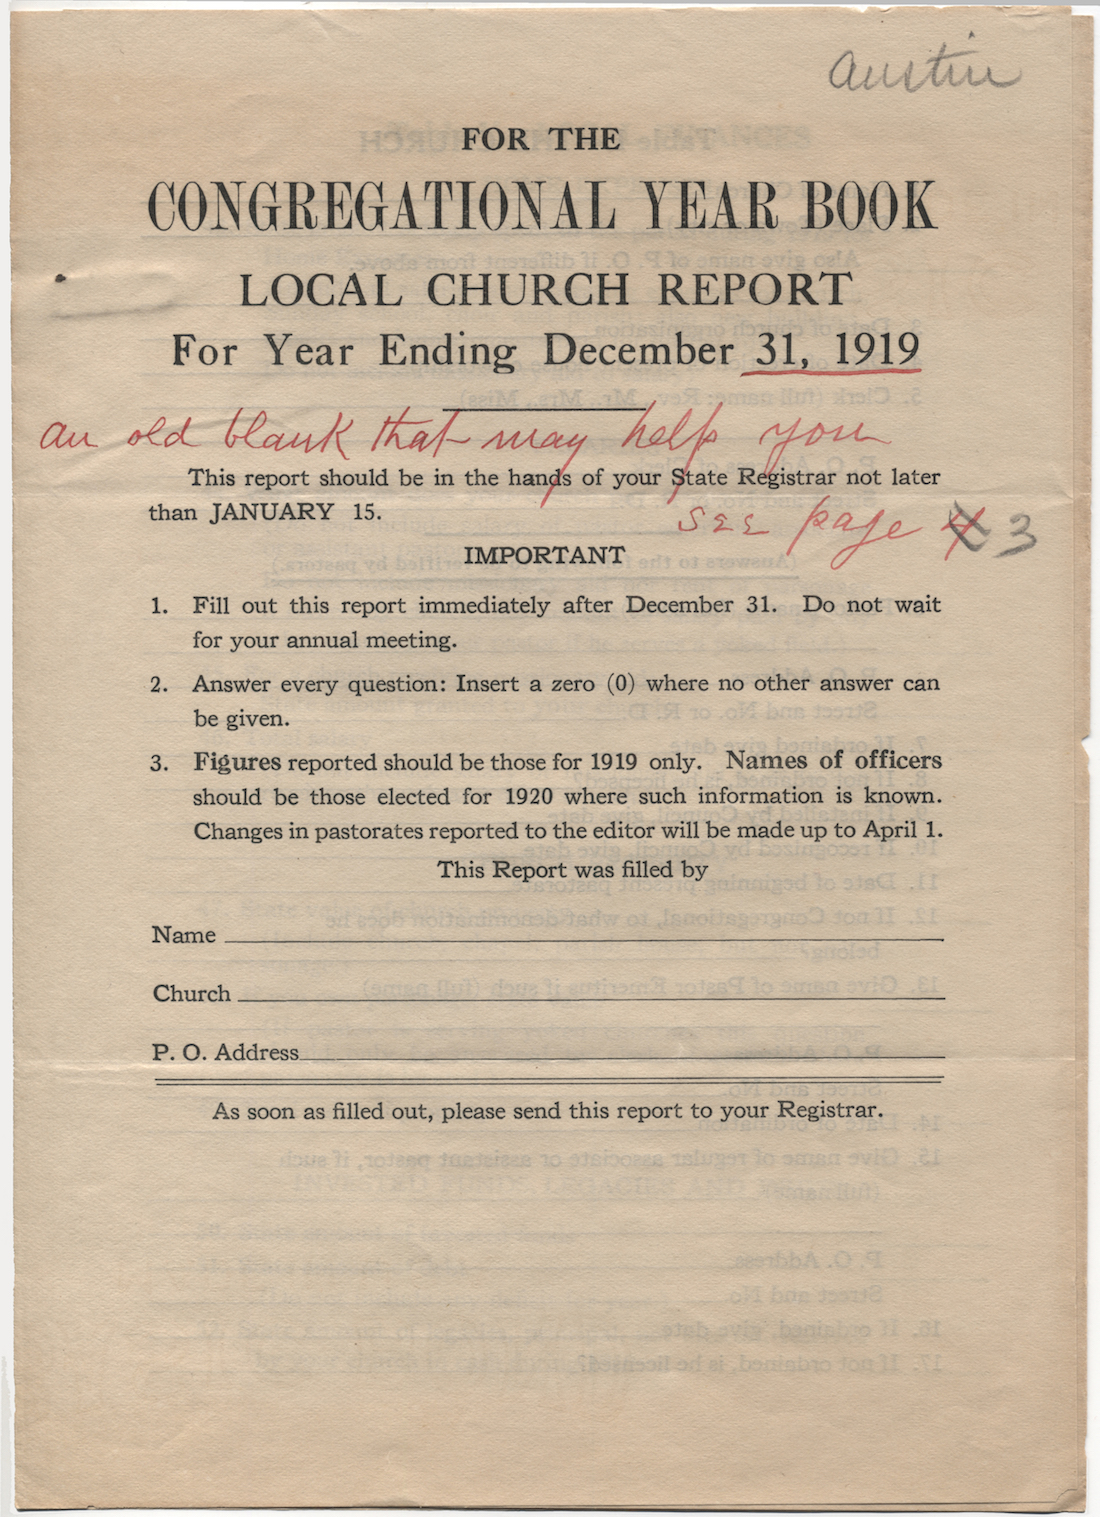 Austin
FOR THE
CONGREGATIONAL YEAR BOOK
LOCAL CHURCH REPORT
For Year Ending December 31, 1919
an old blank that may help you
This report should be in the hands of your State Registrar not later
than JANUARY 15.
see page 4 3
IMPORTANT
1. Fill out this report immediately after December 31. Do not wait
for your annual meeting.
2. Answer every question: Insert a zero (0) where no other answer can
be given.
3. Figures reported should be those for 1919 only. Names of officers
should be those elected for 1920 where such information is known.
Changes in pastorates reported to the editor will be made up to April 1.
This Report was filled by
Name
Church
P. O. Address
As soon as filled out, please send this report to your Registrar.